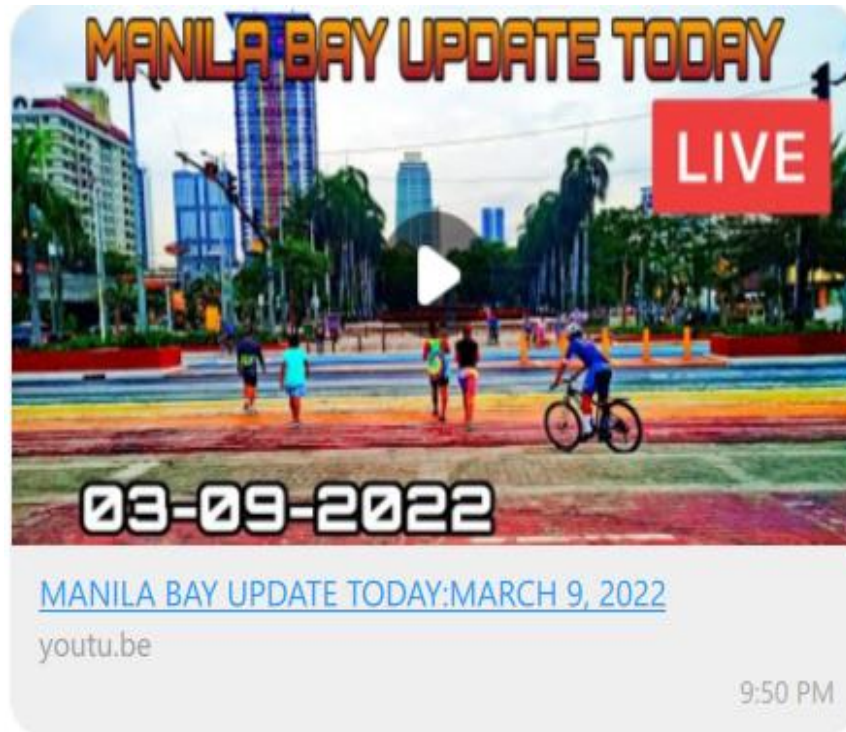 MANILA BAY UPDATE TODAY
LIVE
03-09-2022
MANILA BAY UPDATE TODAY:MARCH 9, 2022
youtu.be
9:50 PM